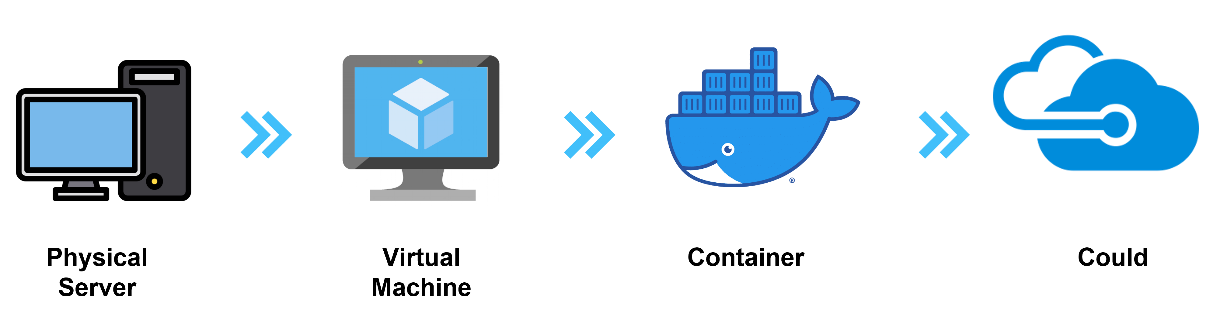 Physical
Server
Virtual
Machine
Container
Could
®